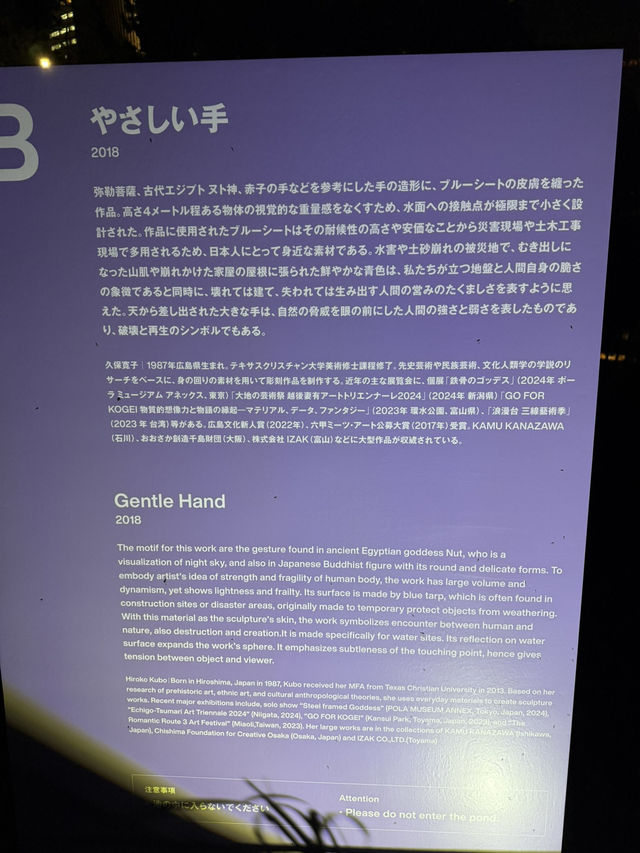 B
やさしい手
2018
弥勒菩薩、古代エジプト ヌト神、赤子の手などを参考にした手の造形に、ブルーシートの皮膚を纏った
作品。高さ4メートル程ある物体の視覚的な重量感をなくすため、水面への接触点が極限まで小さく設
計された。作品に使用されたブルーシートはその耐候性の高さや安価なことから災害現場や土木工事
現場で多用されるため、日本人にとって身近な素材である。水害や土砂崩れの被災地で、むき出しに
なった山肌や崩れかけた家屋の屋根に張られた鮮やかな青色は、私たちが立つ地盤と人間自身の脆さ
の象徴であると同時に、壊れては建て、失われては生み出す人間の営みのたくましさを表すように思
えた。天から差し出された大きな手は、自然の脅威を眼の前にした人間の強さと弱さを表したものであ
り、破壊と再生のシンボルでもある。
久保寛子｜1987年広島県生まれ。テキサスクリスチャン大学美術修士課程修了。先史芸術や民族芸術、文化人類学の学説のリ
サーチをベースに、身の回りの素材を用いて彫刻作品を制作する。近年の主な展覧会に、個展「鉄骨のゴッデス」(2024年 ポー
ラ ミュージアム アネックス、東京)「大地の芸術祭 越後妻有アートトリエンナーレ2024」(2024年 新潟県)「GO FOR
KOGEI 物質的想像力と物語の縁起―マテリアル、データ、ファンタジー」(2023年 環水公園、富山県)、「浪漫台 三線藝術季」
(2023 年 台湾)等がある。広島文化新人賞(2022年)、六甲ミーツ・アート公募大賞(2017年)受賞。KAMU KANAZAWA
(石川)、おおさか創造千島財団(大阪)、株式会社 IZAK(富山)などに大型作品が収蔵されている。
Gentle Hand
2018
The motif for this work are the gesture found in ancient Egyptian goddess Nut, who is a
visualization of night sky, and also in Japanese Buddhist figure with its round and delicate forms. To
embody artist's idea of strength and fragility of human body, the work has large volume and
dynamism, yet shows lightness and frailty. Its surface is made by blue tarp, which is often found in
construction sites or disaster areas, originally made to temporary protect objects from weathering.
With this material as the sculpture's skin, the work symbolizes encounter between human and
nature, also destruction and creation.It is made specifically for water sites. Its reflection on water
surface expands the work's sphere. It emphasizes subtleness of the touching point, hence gives
tension between object and viewer.
Hiroko Kubo|Born in Hiroshima, Japan in 1987, Kubo received her MFA from Texas Christian University in 2013. Based on her
research of prehistoric art, ethnic art, and cultural anthropological theories, she uses everyday materials to create sculpture
works. Recent major exhibitions include, solo show "Steel framed Goddess" (POLA MUSEUM ANNEX, Tokyo, Japan, 2024),
"Echigo-Tsumari Art Triennale 2024" (Niigata, 2024), "GO FOR KOGEI" (Kansui Park, Toyama, Japan, 2023), and "The
Romantic Route 3 Art Festival" (Miaoli,Taiwan, 2023). Her large works are in the collections of KAMU KANAZAWA (Ishikawa,
Japan), Chishima Foundation for Creative Osaka (Osaka, Japan) and IZAK CO.,LTD.(Toyama)
注意事項
池の中に入らないでください
Attention
・Please do not enter the pond.